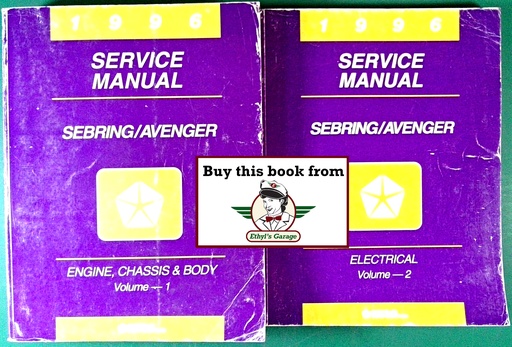 1996
SERVICE
MANUAL
SEBRING/AVENGER
ENGINE, CHASSIS & BODY
Volume — 1
1996
SERVICE
MANUAL
SEBRING/AVENGER
ELECTRICAL
Volume — 2
Buy this book from
Ethyl's Garage